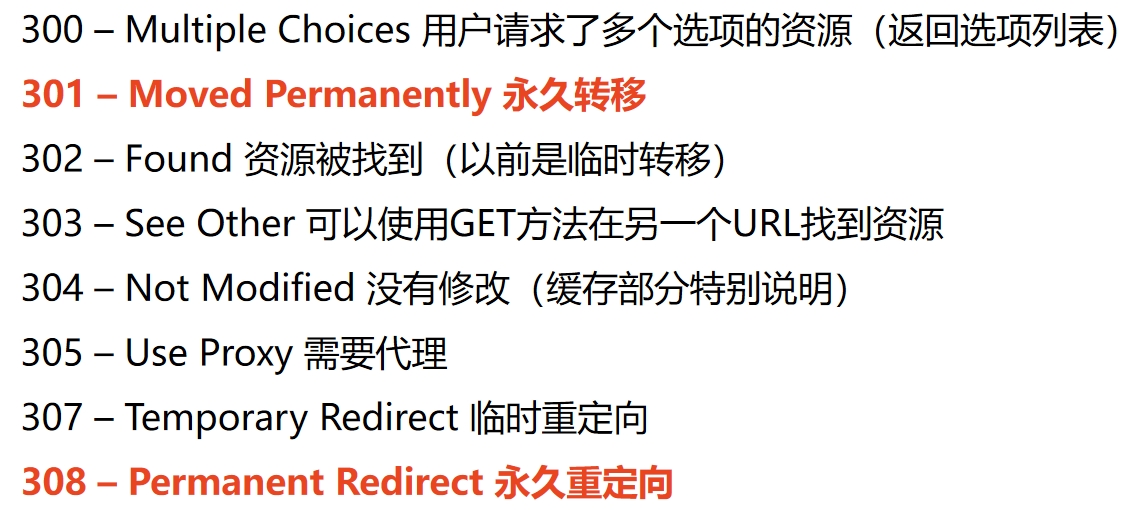 300 – Multiple Choices 用户请求了多个选项的资源（返回选项列表）
301 – Moved Permanently 永久转移
302 – Found 资源被找到（以前是临时转移）
303 – See Other 可以使用GET方法在另一个URL找到资源
304 – Not Modified 没有修改（缓存部分特别说明）
305 – Use Proxy 需要代理
307 – Temporary Redirect 临时重定向
308 – Permanent Redirect 永久重定向